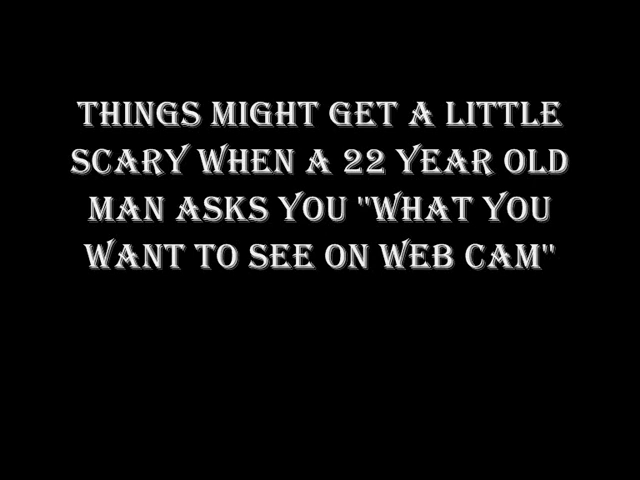 THINGS MIGHT GET A LITTLE
SCARY WHEN A 22 YEAR OLD
MAN ASKS YOU "WHAT YOU
WANT TO SEE ON WEB CAM"